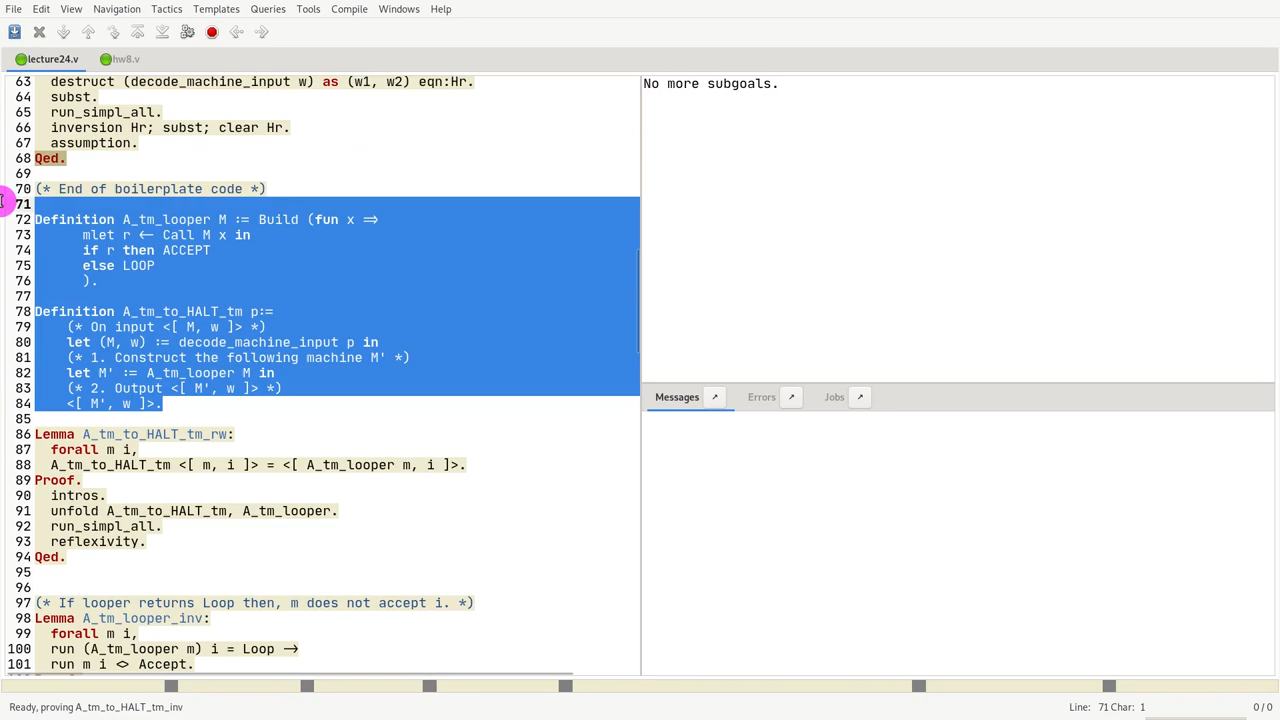 File Edit View Navigation Tactics Templates Queries Tools Compile Windows Help
lecture24.v hw8.v
63 destruct (decode_machine_input w) as (w1, w2) eqn:Hr.
64 subst.
65 run_simpl_all.
66 inversion Hr; subst; clear Hr.
67 assumption.
68 Qed.
69
70 (* End of boilerplate code *)
71
72 Definition A_tm_looper M := Build (fun x ⇒
73 mlet r ← Call M x in
74 if r then ACCEPT
75 else LOOP
76 ).
77
78 Definition A_tm_to_HALT_tm p:=
79 (* On input <[ M, w ]> *)
80 let (M, w) := decode_machine_input p in
81 (* 1. Construct the following machine M' *)
82 let M' := A_tm_looper M in
83 (* 2. Output <[ M', w ]> *)
84 <[ M', w ]>.
85
86 Lemma A_tm_to_HALT_tm_rw:
87 forall m i,
88 A_tm_to_HALT_tm <[ m, i ]> = <[ A_tm_looper m, i ]>.
89 Proof.
90 intros.
91 unfold A_tm_to_HALT_tm, A_tm_looper.
92 run_simpl_all.
93 reflexivity.
94 Qed.
95
96
97 (* If looper returns Loop then, m does not accept i. *)
98 Lemma A_tm_looper_inv:
99 forall m i,
100 run (A_tm_looper m) i = Loop →
101 run m i <> Accept.
No more subgoals.
Messages Errors Jobs
Ready, proving A_tm_to_HALT_tm_inv Line: 71 Char: 1 0 / 0